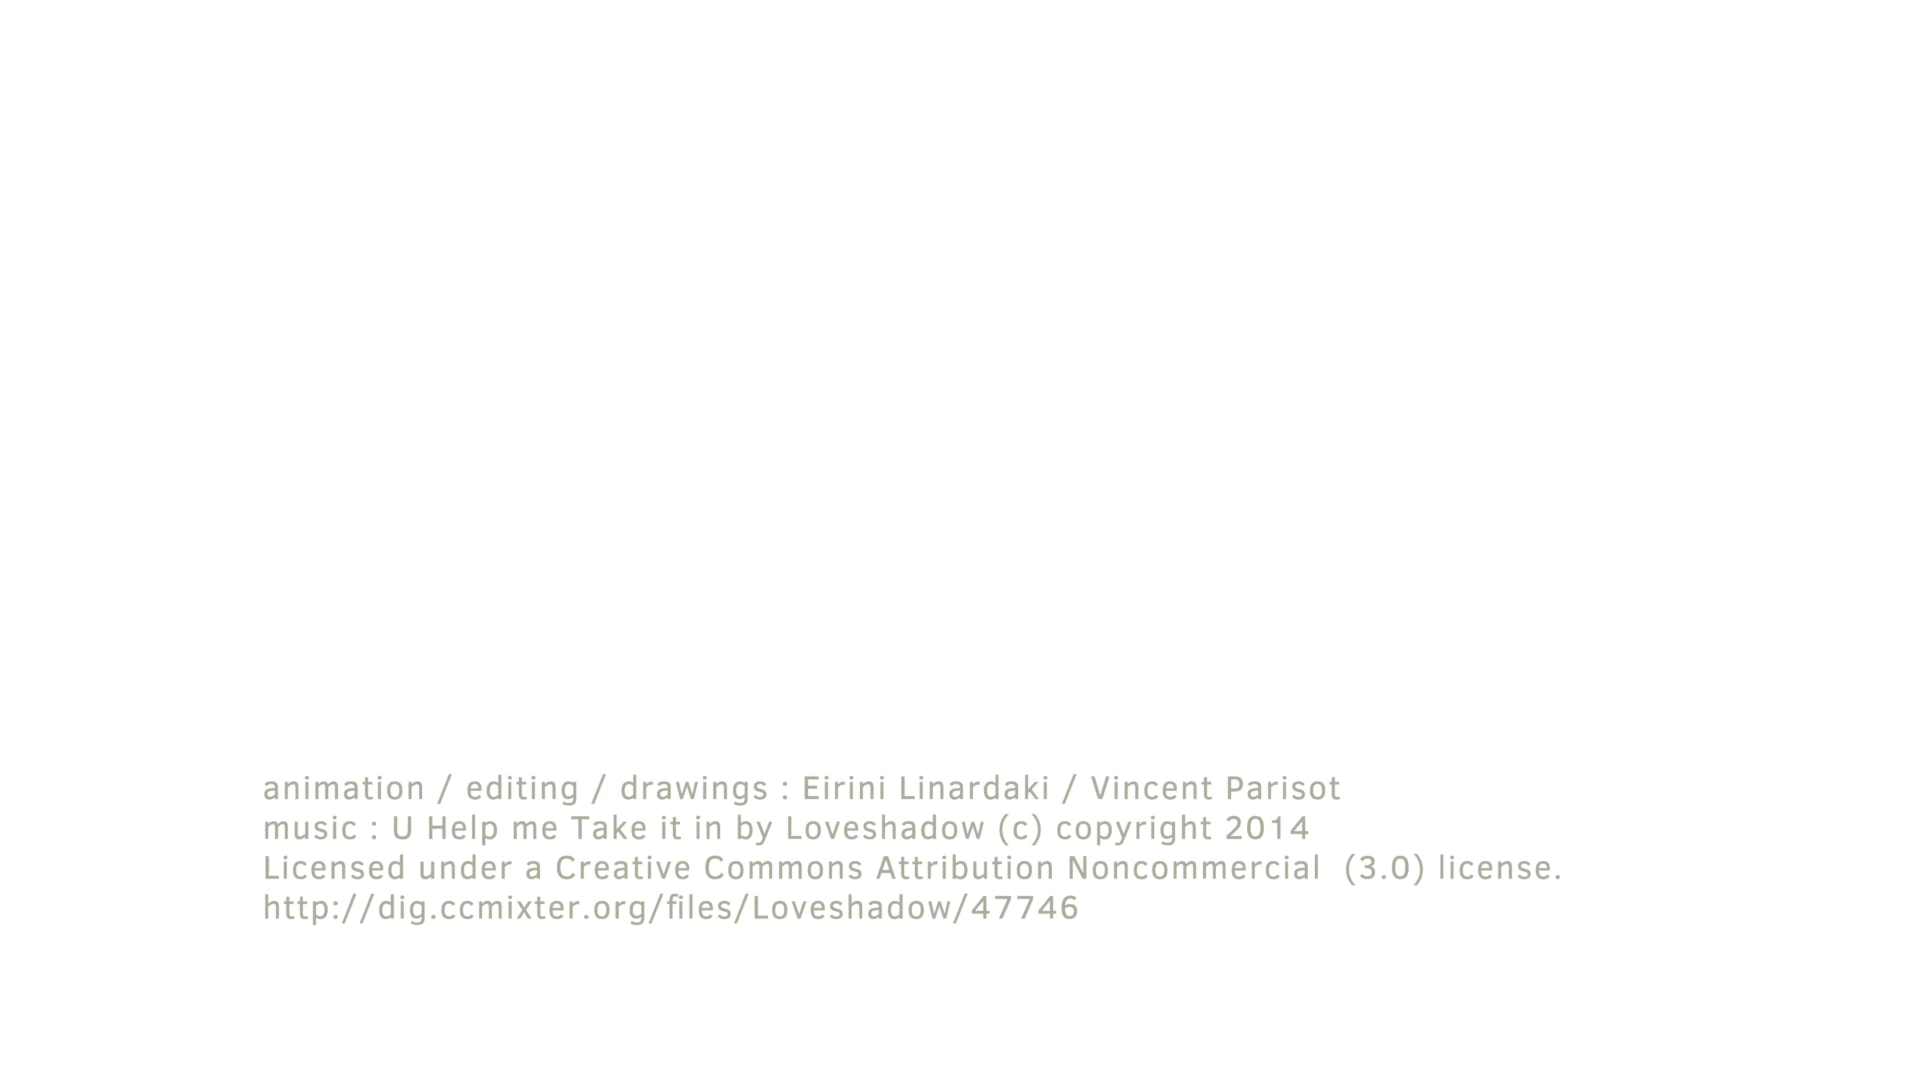 animation / editing / drawings : Eirini Linardaki / Vincent Parisot
music : U Help me Take it in by Loveshadow (c) copyright 2014
Licensed under a Creative Commons Attribution Noncommercial  (3.0) license.
http://dig.ccmixter.org/files/Loveshadow/47746